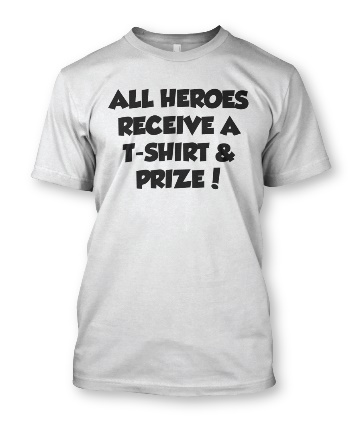 ALL HEROES
RECEIVE A
T-SHIRT &
PRIZE !